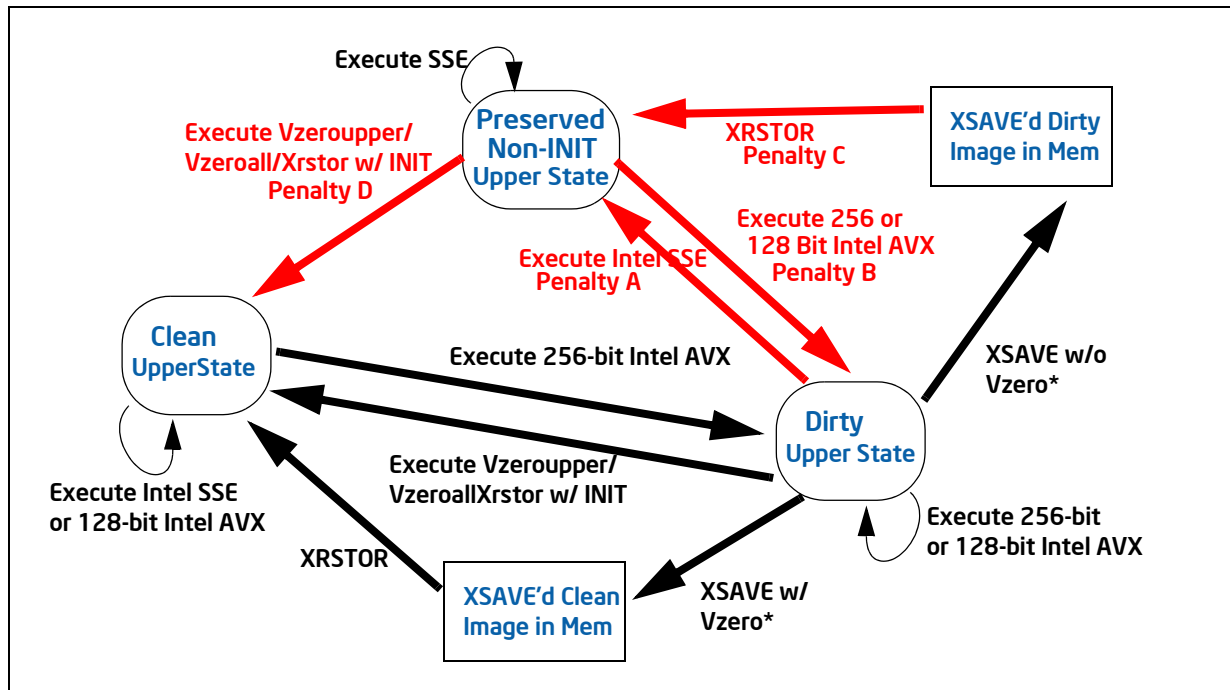 Execute SSE
Preserved
Non-INIT
Upper State
Execute Vzeroupper/
Vzeroall/Xrstor w/ INIT
Penalty D
XRSTOR
Penalty C
XSAVE'd Dirty
Image in Mem
Execute 256 or
128 Bit Intel AVX
Penalty B
Execute Intel SSE
Penalty A
Clean
UpperState
Execute 256-bit Intel AVX
XSAVE w/o
Vzero*
Dirty
Upper State
Execute Vzeroupper/
VzeroallXrstor w/ INIT
Execute Intel SSE
or 128-bit Intel AVX
Execute 256-bit
or 128-bit Intel AVX
XRSTOR
XSAVE'd Clean
Image in Mem
XSAVE w/
Vzero*